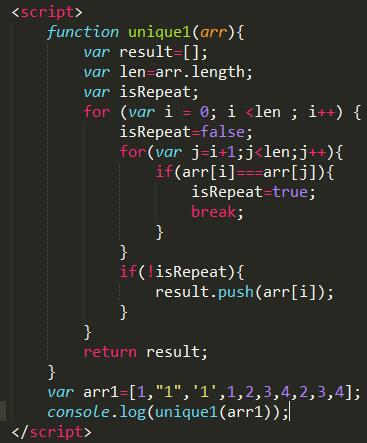 <script>
    function unique1(arr){
        var result=[];
        var len=arr.length;
        var isRepeat;
        for (var i = 0; i <len ; i++) {
            isRepeat=false;
            for(var j=i+1;j<len;j++){
                if(arr[i]===arr[j]){
                    isRepeat=true;
                    break;
                }
            }
            if(!isRepeat){
                result.push(arr[i]);
            }
        }
        return result;
    }
    var arr1=[1,"1",'1',1,2,3,4,2,3,4];
    console.log(unique1(arr1));
</script>